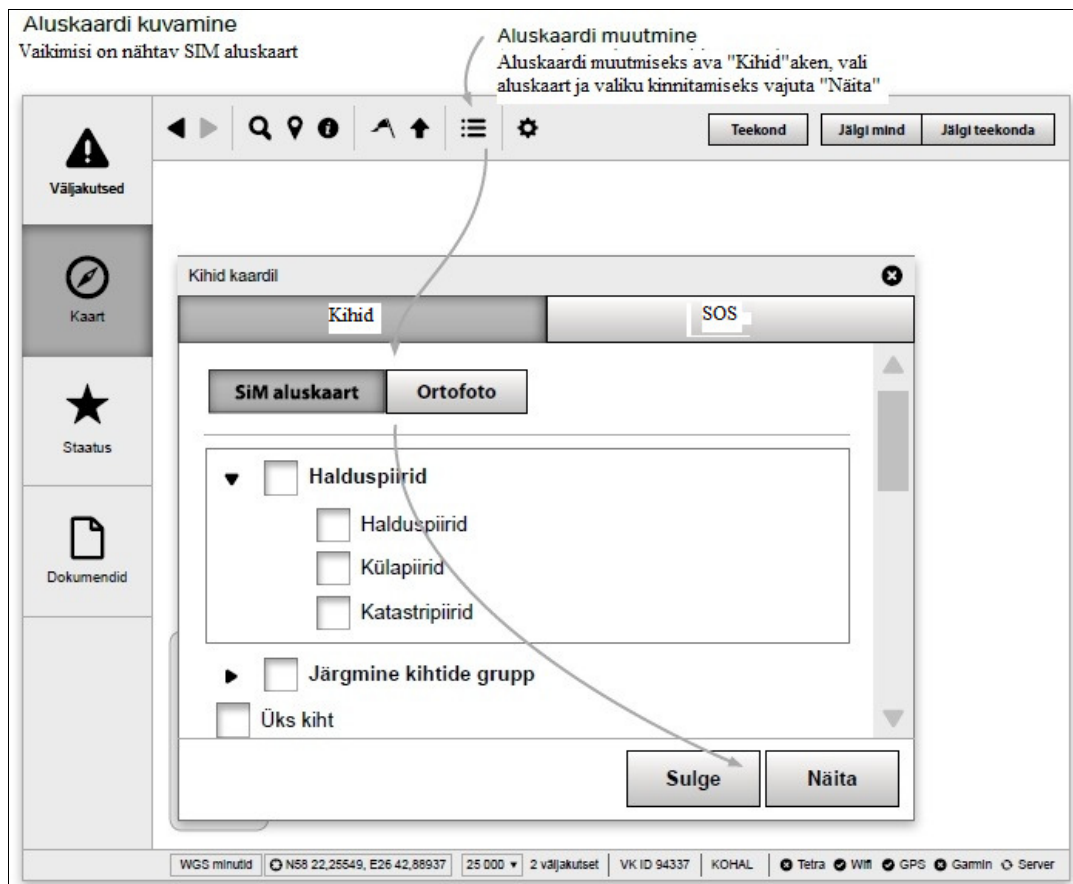 Aluskaardi kuvamine
Vaikimisi on nähtav SIM aluskaart
Aluskaardi muutmine
Aluskaardi muutmiseks ava "Kihid"aken, vali
aluskaart ja valiku kinnitamiseks vajuta "Näita"
Teekond
Jälgi mind
Jälgi teekonda
Väljakutsed
Kaart
Staatus
Dokumendid
Kihid kaardil
Kihid
SOS
SiM aluskaart
Ortofoto
Halduspiirid
Halduspiirid
Külapiirid
Katastripiirid
Järgmine kihtide grupp
Üks kiht
Sulge
Näita
WGS minutid
N58 22,25549, E26 42,88937
25 000
2 väljakutset
VK ID 94337
KOHAL
Tetra
Wifi
GPS
Garmin
Server